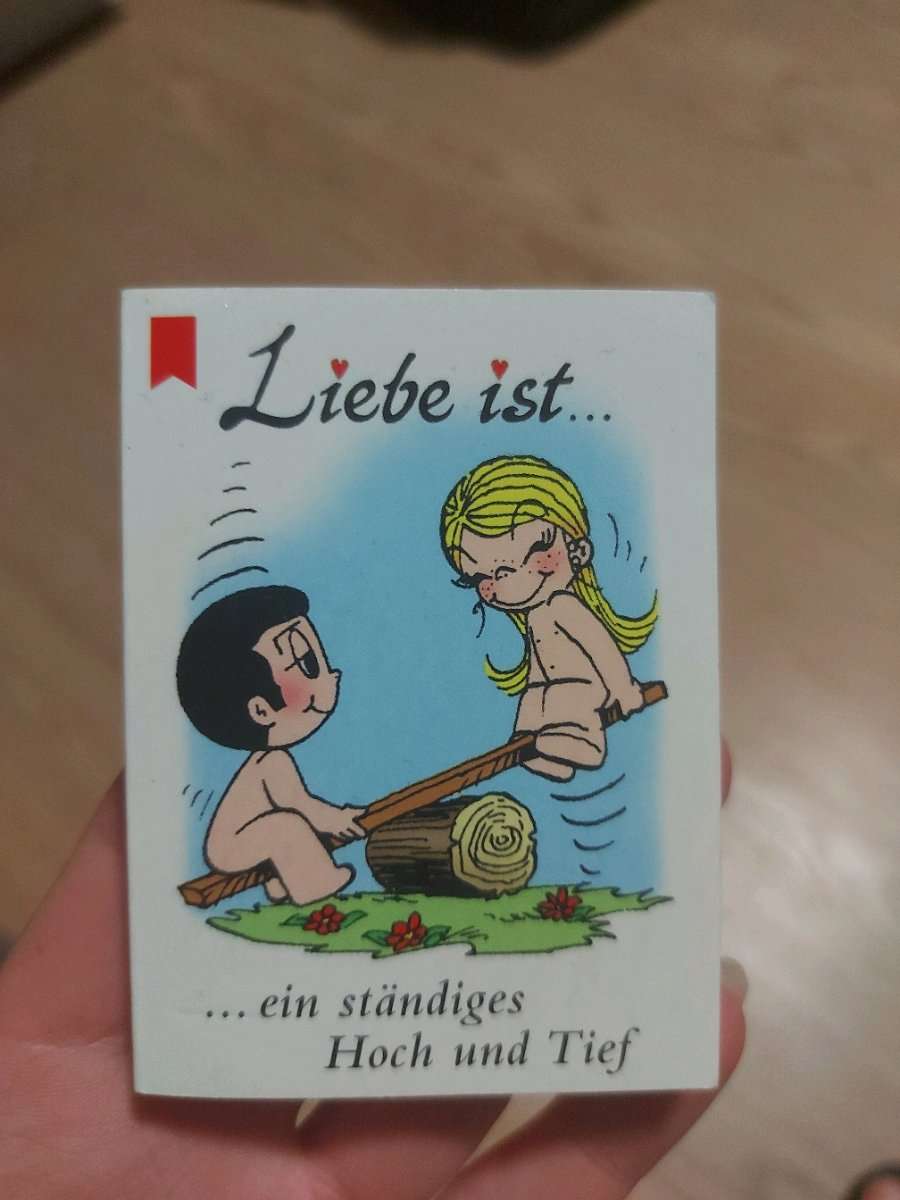 Liebe ist...
...ein ständiges
Hoch und Tief